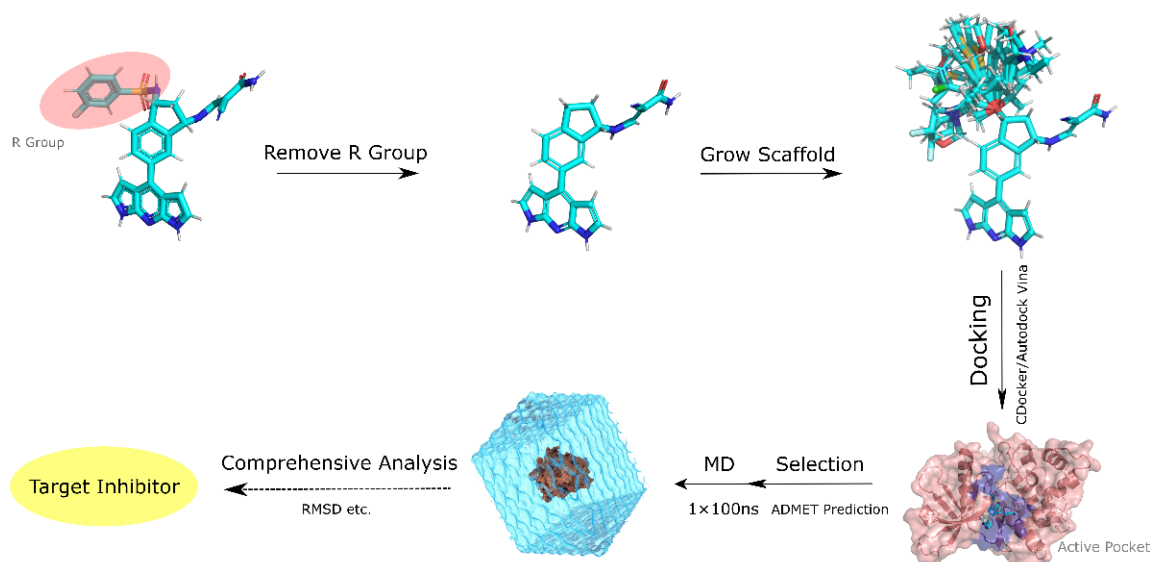 R Group
Remove R Group
Grow Scaffold
Docking
CDocker/Autodock Vina
Target Inhibitor
Comprehensive Analysis
RMSD etc.
MD
1×100ns
Selection
ADMET Prediction
Active Pocket